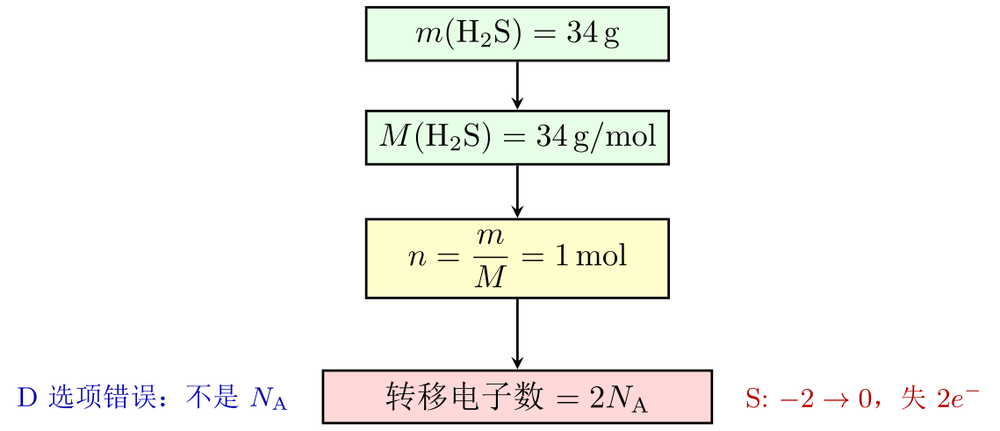 m(H₂S) = 34 g
M(H₂S) = 34 g/mol
n = m/M = 1 mol
D 选项错误：不是 N_A
转移电子数 = 2N_A
S: −2 → 0，失 2e⁻